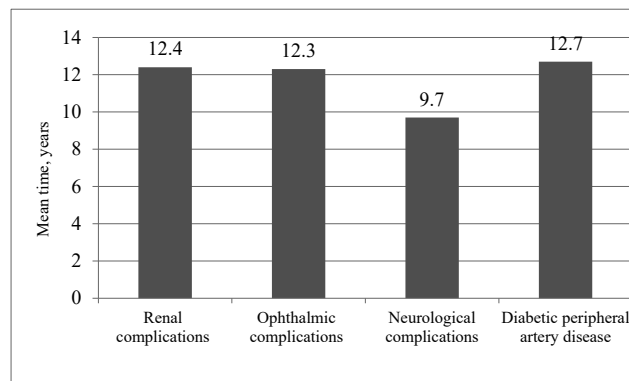 Mean time, years
14
12
10
8
6
4
2
0
12.4
12.3
9.7
12.7
Renal
complications
Ophthalmic
complications
Neurological
complications
Diabetic peripheral
artery disease